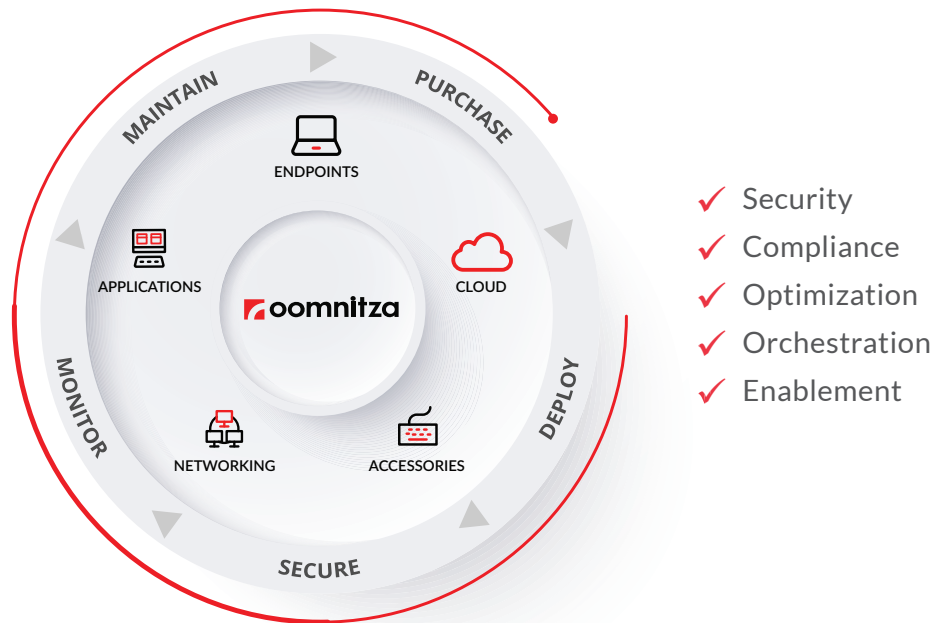 MAINTAIN
PURCHASE
ENDPOINTS
APPLICATIONS
CLOUD
oomnitza
MONITOR
DEPLOY
NETWORKING
ACCESSORIES
SECURE
Security
Compliance
Optimization
Orchestration
Enablement